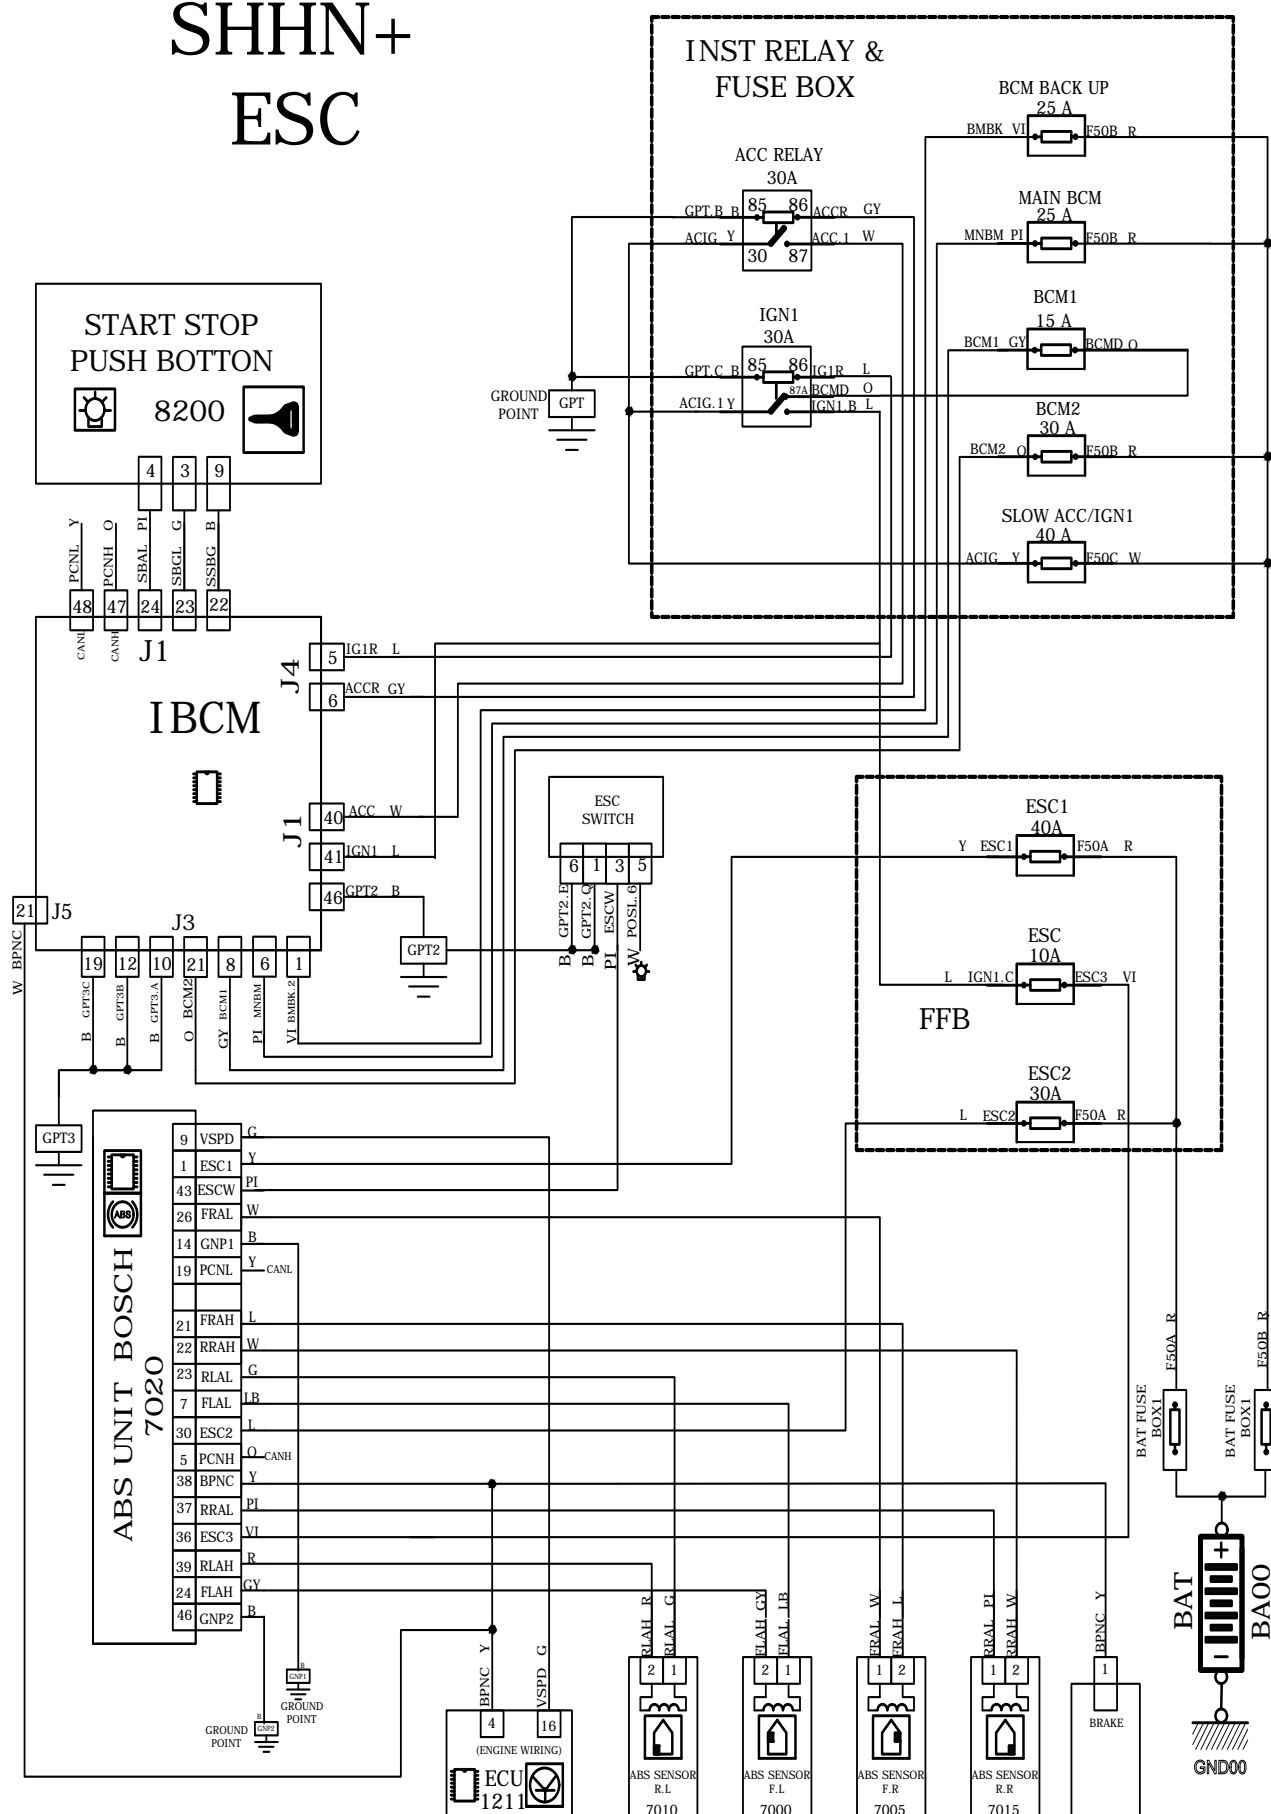 SHHN+
ESC
INST RELAY &
FUSE BOX
BCM BACK UP
25 A
BMBK VI
F50B R
ACC RELAY
30A
85 86
GPT.B B
ACCR GY
ACIG Y
ACC.1 W
30 87
MAIN BCM
25 A
MNBM PI
F50B R
IGN1
30A
85 86
GPT.C B
IG1R L
87A
BCMD O
ACIG.1 Y
IGN1.B L
BCM1
15 A
BCM1 GY
BCMD O
BCM2
30 A
BCM2 O
F50B R
SLOW ACC/IGN1
40 A
ACIG Y
F50C W
GROUND
POINT
GPT
START STOP
PUSH BOTTON
8200
4 3 9
PCNL Y
PCNH O
SBAL PI
SBGL G
SSBG B
48 47 24 23 22
CANL
CANH
J1
IBCM
J4
5
IG1R L
6
ACCR GY
J1
40
ACC W
41
IGN1 L
46
GPT2 B
21
J5
W BPNC
J3
19 12 10 21 8 6 1
B GPT3C
B GPT3B
B GPT3.A
O BCM2
GY BCM1
PI MNBM
VI BMBK.2
GPT3
GPT2
ESC
SWITCH
6 1 3 5
B GPT2.E
B GPT2.Q
PI ESCW
W POSL.6
ESC1
40A
Y ESC1
F50A R
ESC
10A
L IGN1.C
ESC3 VI
FFB
ESC2
30A
L ESC2
F50A R
ABS UNIT BOSCH
7020
ABS
9 VSPD G
1 ESC1 Y
43 ESCW PI
26 FRAL W
14 GNP1 B
19 PCNL Y CANL
21 FRAH L
22 RRAH W
23 RLAL G
7 FLAL LB
30 ESC2 L
5 PCNH O CANH
38 BPNC Y
37 RRAL PI
36 ESC3 VI
39 RLAH R
24 FLAH GY
46 GNP2 B
F50A R
F50B R
BAT FUSE
BOX1
BAT FUSE
BOX1
BAT
+
−
BA00
GND00
B
GNP1
GROUND
POINT
B
GNP2
GROUND
POINT
BPNC Y
VSPD G
4 16
(ENGINE WIRING)
ECU
1211
RLAH R
RLAL G
2 1
ABS SENSOR
R.L
7010
FLAH GY
FLAL LB
2 1
ABS SENSOR
F.L
7000
FRAL W
FRAH L
1 2
ABS SENSOR
F.R
7005
RRAL PI
RRAH W
1 2
ABS SENSOR
R.R
7015
BPNC Y
1
BRAKE